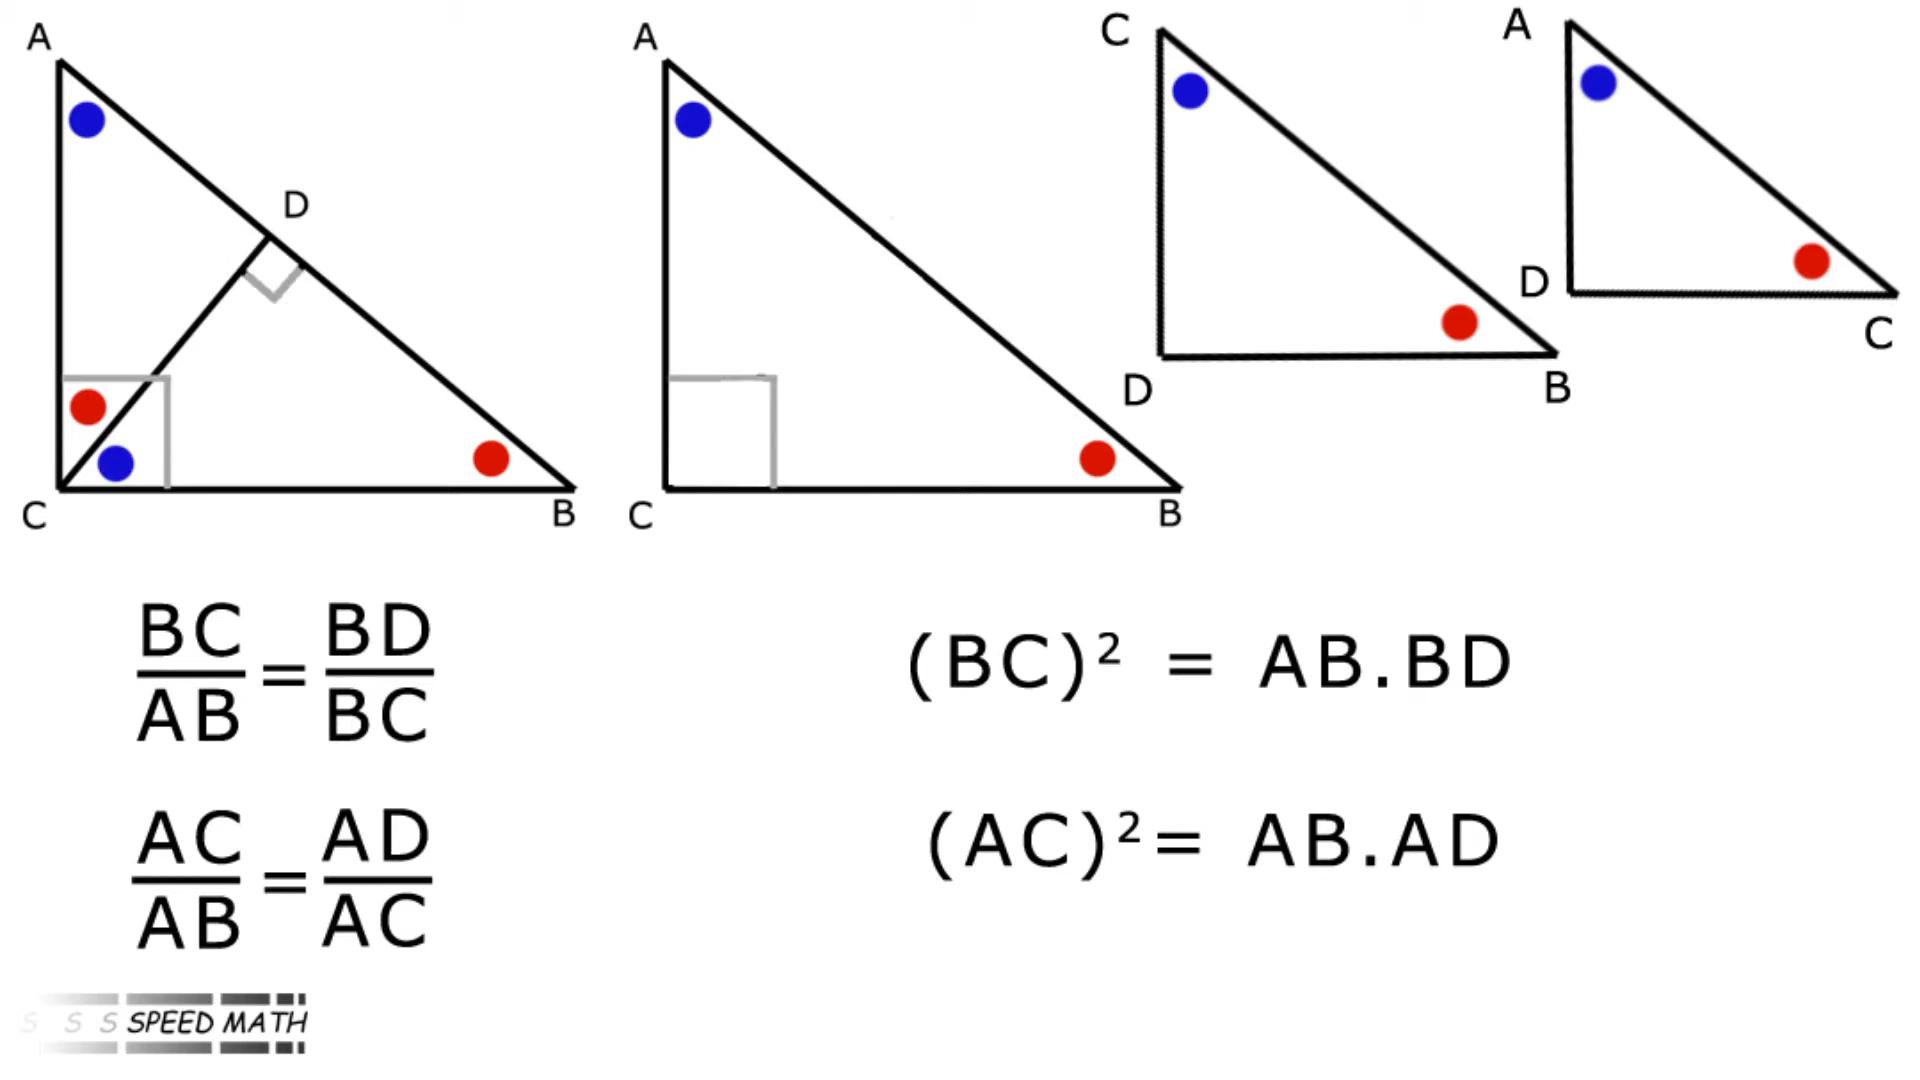 A
D
C
B
A
C
B
C
D
B
A
D
C
BC/AB = BD/BC
(BC)² = AB.BD
AC/AB = AD/AC
(AC)² = AB.AD
S S S SPEED MATH